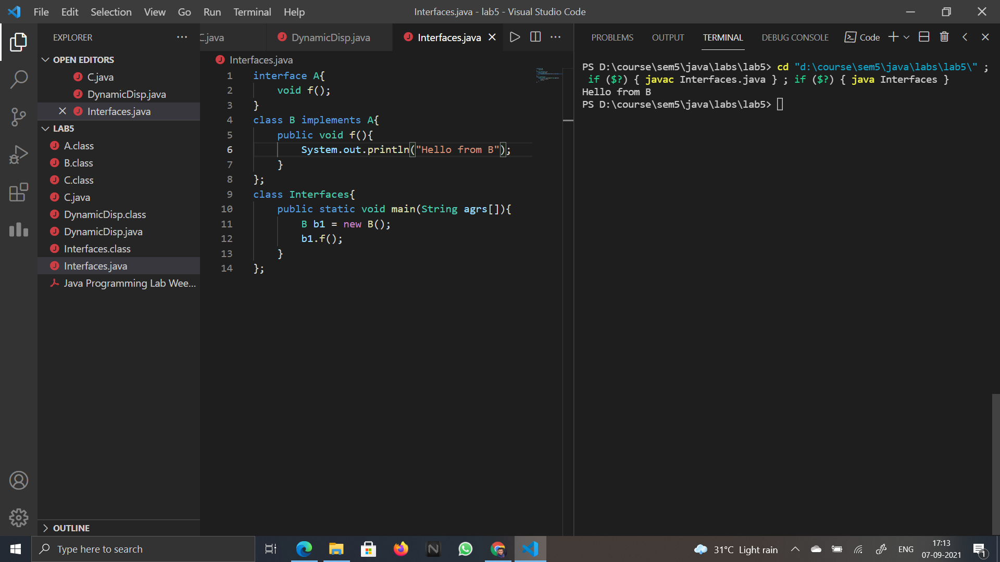 File Edit Selection View Go Run Terminal Help
Interfaces.java - lab5 - Visual Studio Code
EXPLORER
OPEN EDITORS
C.java
DynamicDisp.java
Interfaces.java
LAB5
A.class
B.class
C.class
C.java
DynamicDisp.class
DynamicDisp.java
Interfaces.class
Interfaces.java
Java Programming Lab Wee...
OUTLINE
C.java DynamicDisp.java Interfaces.java
Interfaces.java
1 interface A{
2 void f();
3 }
4 class B implements A{
5 public void f(){
6 System.out.println("Hello from B");
7 }
8 };
9 class Interfaces{
10 public static void main(String agrs[]){
11 B b1 = new B();
12 b1.f();
13 }
14 };
PROBLEMS OUTPUT TERMINAL DEBUG CONSOLE Code
PS D:\course\sem5\java\labs\lab5> cd "d:\course\sem5\java\labs\lab5\" ;
if ($?) { javac Interfaces.java } ; if ($?) { java Interfaces }
Hello from B
PS D:\course\sem5\java\labs\lab5>
Type here to search
31°C Light rain
ENG
17:13
07-09-2021
1